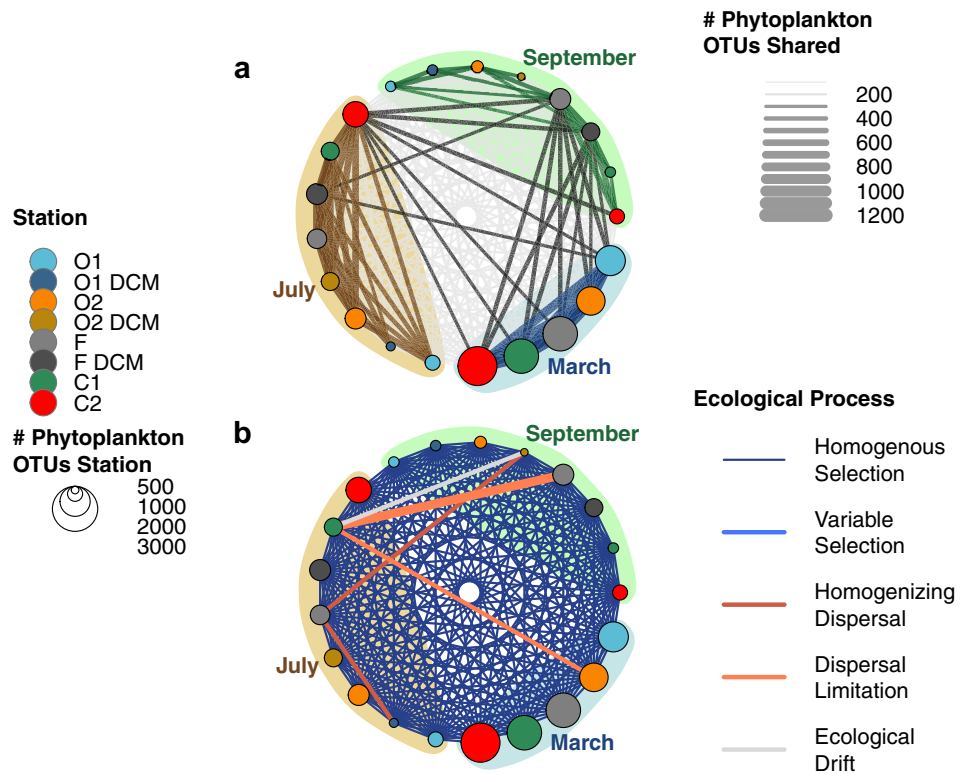 # Phytoplankton
OTUs Shared
200
400
600
800
1000
1200
a
September
July
March
Station
O1
O1 DCM
O2
O2 DCM
F
F DCM
C1
C2
# Phytoplankton
OTUs Station
500
1000
2000
3000
b
September
July
March
Ecological Process
Homogenous
Selection
Variable
Selection
Homogenizing
Dispersal
Dispersal
Limitation
Ecological
Drift